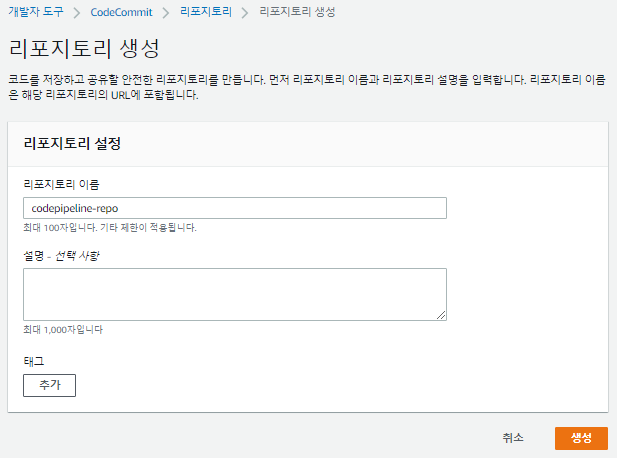 개발자 도구 > CodeCommit > 리포지토리 > 리포지토리 생성
리포지토리 생성
코드를 저장하고 공유할 안전한 리포지토리를 만듭니다. 먼저 리포지토리 이름과 리포지토리 설명을 입력합니다. 리포지토리 이름
은 해당 리포지토리의 URL에 포함됩니다.
리포지토리 설정
리포지토리 이름
codepipeline-repo
최대 100자입니다. 기타 제한이 적용됩니다.
설명 - 선택 사항
최대 1,000자입니다
태그
추가
취소
생성